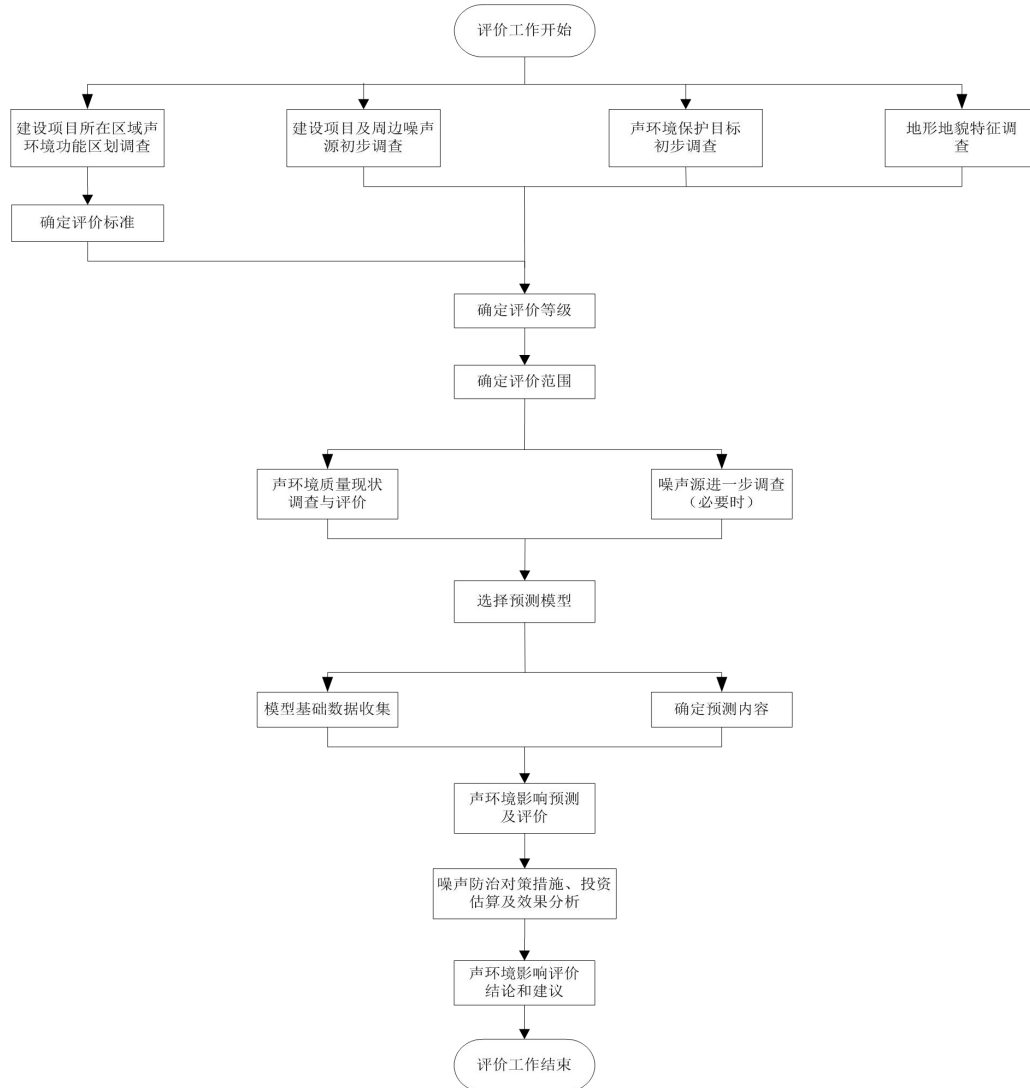 评价工作开始
建设项目所在区域声
环境功能区划调查
建设项目及周边噪声
源初步调查
声环境保护目标
初步调查
地形地貌特征调
查
确定评价标准
确定评价等级
确定评价范围
声环境质量现状
调查与评价
噪声源进一步调查
（必要时）
选择预测模型
模型基础数据收集
确定预测内容
声环境影响预测
及评价
噪声防治对策措施、投资
估算及效果分析
声环境影响评价
结论和建议
评价工作结束